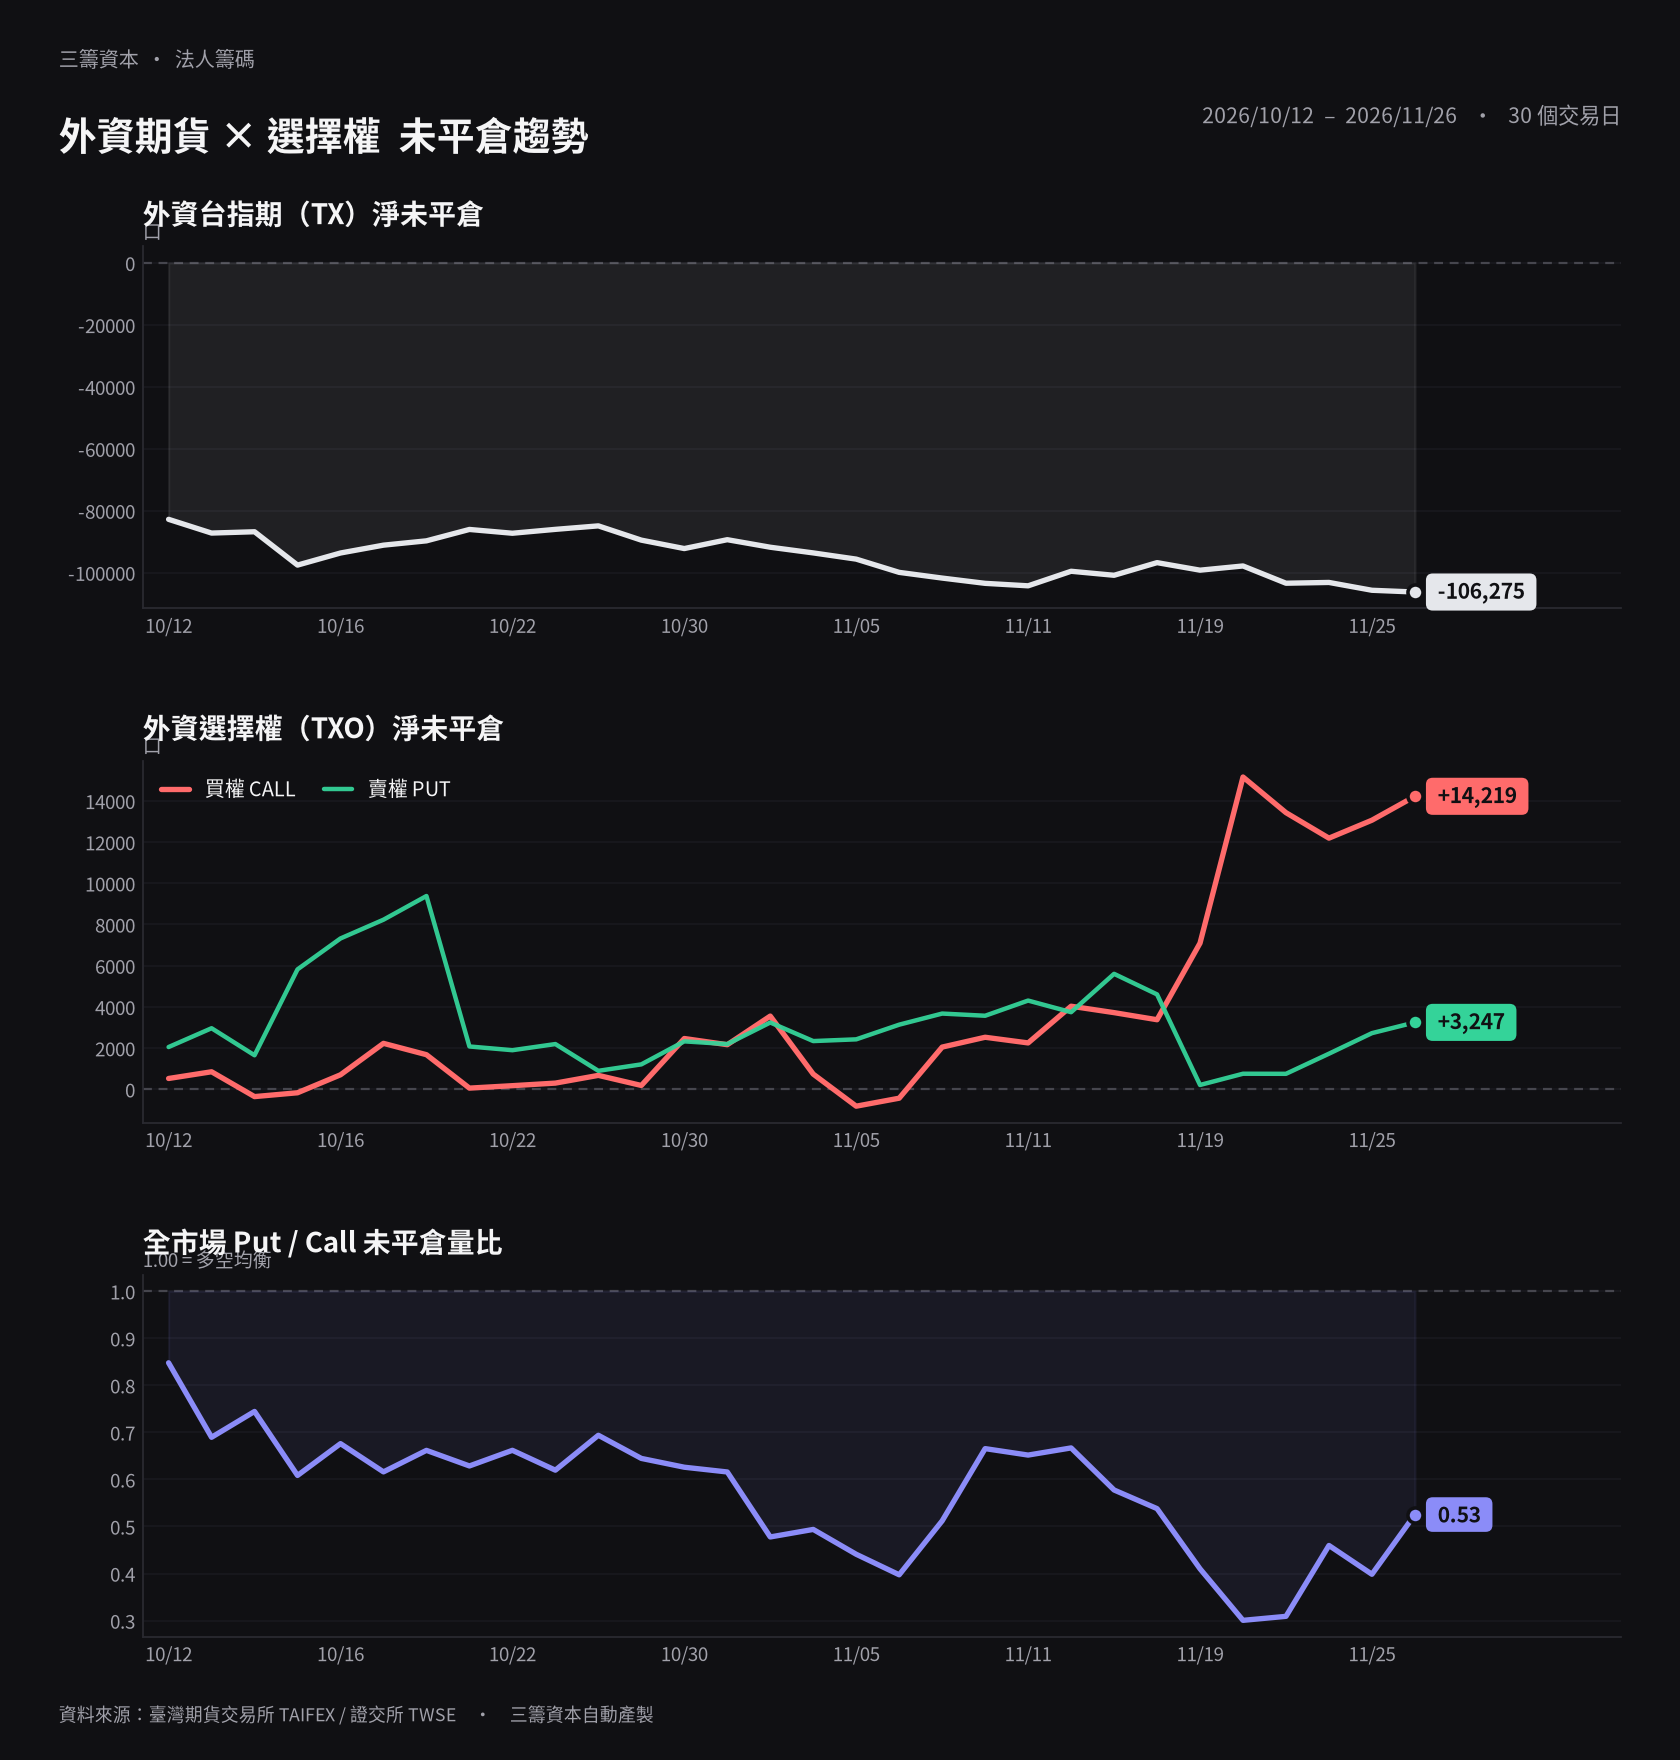 三籌資本 • 法人籌碼
外資期貨 × 選擇權 未平倉趨勢
2026/10/12 – 2026/11/26 • 30 個交易日
外資台指期（TX）淨未平倉
口
0
-20000
-40000
-60000
-80000
-100000
-106,275
10/12 10/16 10/22 10/30 11/05 11/11 11/19 11/25
外資選擇權（TXO）淨未平倉
口
買權 CALL 賣權 PUT
14000
12000
10000
8000
6000
4000
2000
0
+14,219
+3,247
10/12 10/16 10/22 10/30 11/05 11/11 11/19 11/25
全市場 Put / Call 未平倉量比
1.00 = 多空均衡
1.0
0.9
0.8
0.7
0.6
0.5
0.4
0.3
0.53
10/12 10/16 10/22 10/30 11/05 11/11 11/19 11/25
資料來源：臺灣期貨交易所 TAIFEX / 證交所 TWSE • 三籌資本自動產製